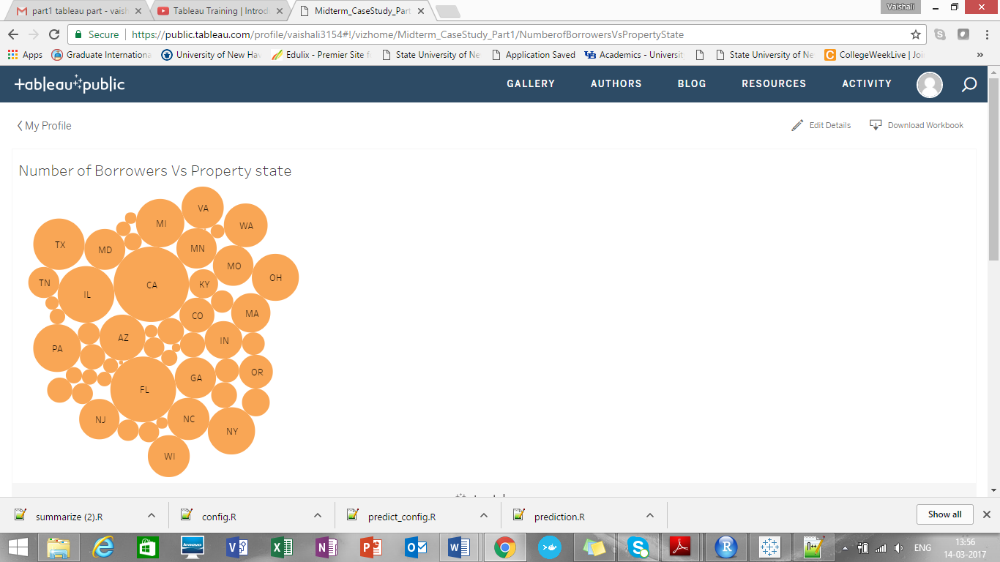 part1 tableau part - vaish
Tableau Training | Introd
Midterm_CaseStudy_Part
Vaishali
Secure
https://public.tableau.com/profile/vaishali3154#!/vizhome/Midterm_CaseStudy_Part1/NumberofBorrowersVsPropertyState
Apps
Graduate Internationa
University of New Hav
Edulix - Premier Site f
State University of Ne
Application Saved
Academics - Universit
State University of Ne
CollegeWeekLive | Joi
tableau public
GALLERY
AUTHORS
BLOG
RESOURCES
ACTIVITY
My Profile
Edit Details
Download Workbook
Number of Borrowers Vs Property state
VA
MI
WA
TX
MD
MN
MO
OH
TN
CA
KY
IL
CO
MA
AZ
IN
PA
GA
OR
FL
NJ
NC
NY
WI
summarize (2).R
config.R
predict_config.R
prediction.R
Show all
ENG
13:56
14-03-2017